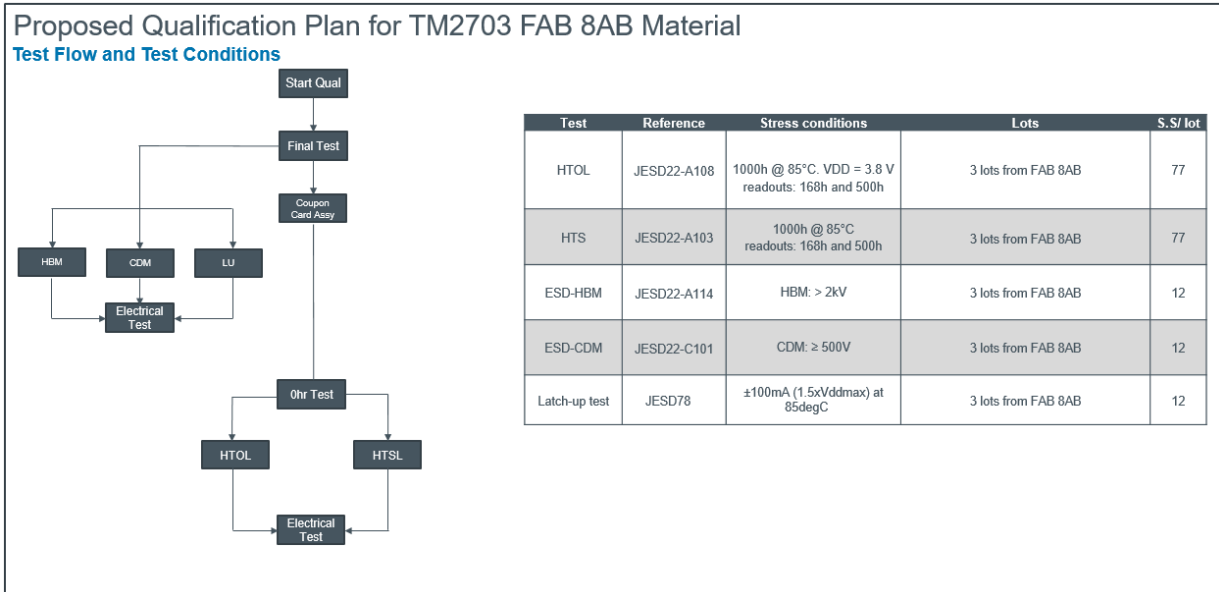 Proposed Qualification Plan for TM2703 FAB 8AB Material
Test Flow and Test Conditions
Start Qual
Final Test
Coupon
Card Assy
HBM
CDM
LU
Electrical
Test
0hr Test
HTOL
HTSL
Electrical
Test
Test Reference Stress conditions Lots S.S/ lot
HTOL JESD22-A108 1000h @ 85°C. VDD = 3.8 V
readouts: 168h and 500h 3 lots from FAB 8AB 77
HTS JESD22-A103 1000h @ 85°C
readouts: 168h and 500h 3 lots from FAB 8AB 77
ESD-HBM JESD22-A114 HBM: > 2kV 3 lots from FAB 8AB 12
ESD-CDM JESD22-C101 CDM: ≥ 500V 3 lots from FAB 8AB 12
Latch-up test JESD78 ±100mA (1.5xVddmax) at
85degC 3 lots from FAB 8AB 12